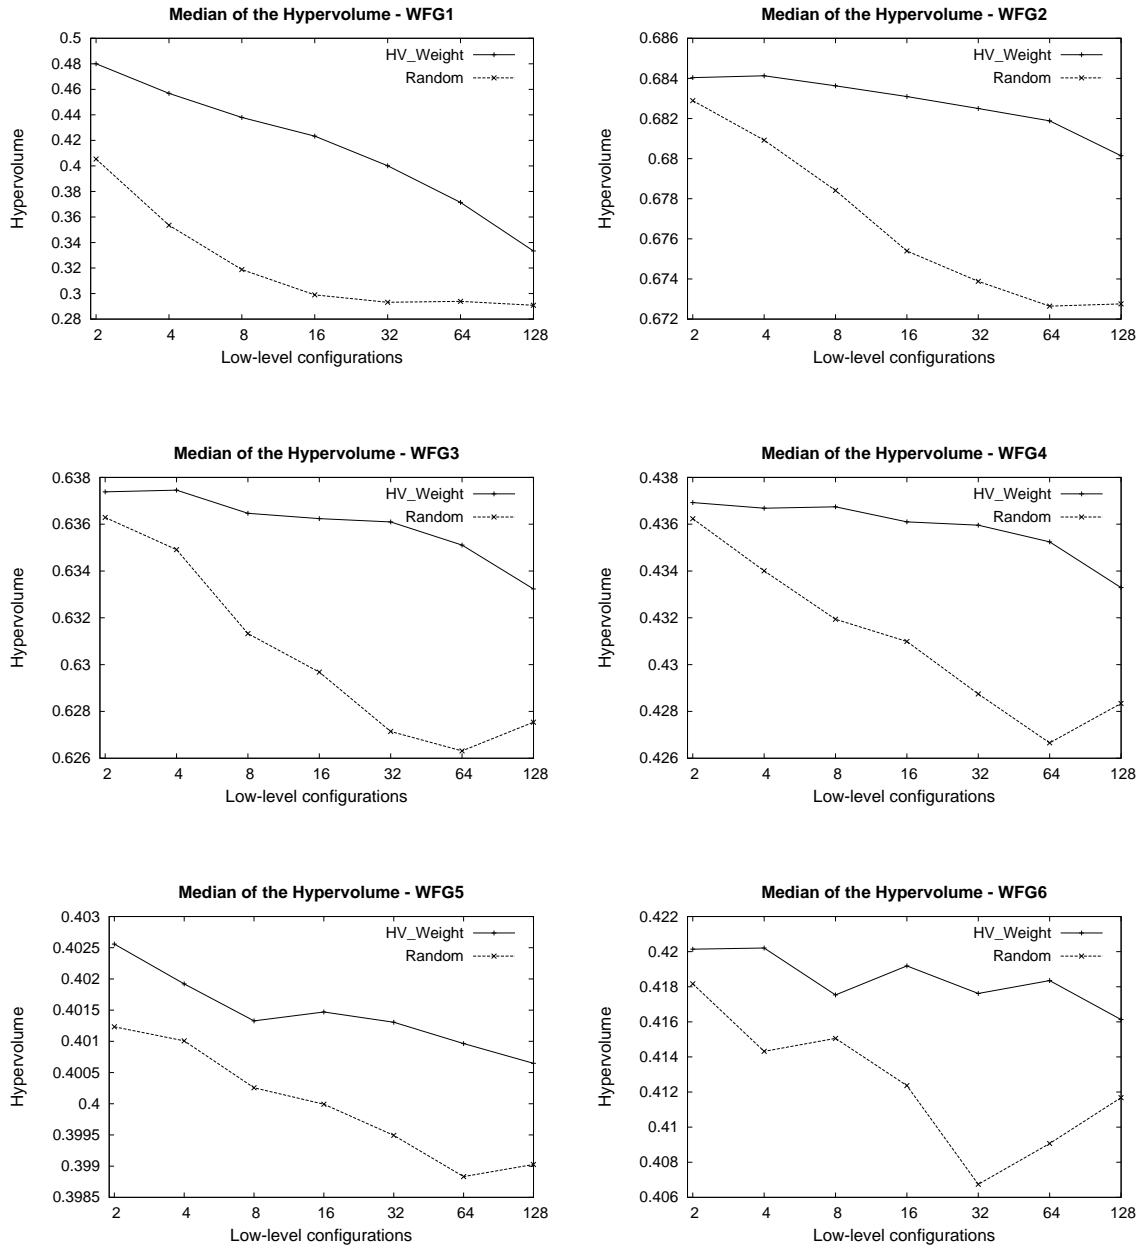 Median of the Hypervolume - WFG1
0.5
0.48
0.46
0.44
0.42
0.4
0.38
0.36
0.34
0.32
0.3
0.28
Hypervolume
HV_Weight
Random
2 4 8 16 32 64 128
Low-level configurations
Median of the Hypervolume - WFG2
0.686
0.684
0.682
0.68
0.678
0.676
0.674
0.672
Hypervolume
HV_Weight
Random
2 4 8 16 32 64 128
Low-level configurations
Median of the Hypervolume - WFG3
0.638
0.636
0.634
0.632
0.63
0.628
0.626
Hypervolume
HV_Weight
Random
2 4 8 16 32 64 128
Low-level configurations
Median of the Hypervolume - WFG4
0.438
0.436
0.434
0.432
0.43
0.428
0.426
Hypervolume
HV_Weight
Random
2 4 8 16 32 64 128
Low-level configurations
Median of the Hypervolume - WFG5
0.403
0.4025
0.402
0.4015
0.401
0.4005
0.4
0.3995
0.399
0.3985
Hypervolume
HV_Weight
Random
2 4 8 16 32 64 128
Low-level configurations
Median of the Hypervolume - WFG6
0.422
0.42
0.418
0.416
0.414
0.412
0.41
0.408
0.406
Hypervolume
HV_Weight
Random
2 4 8 16 32 64 128
Low-level configurations